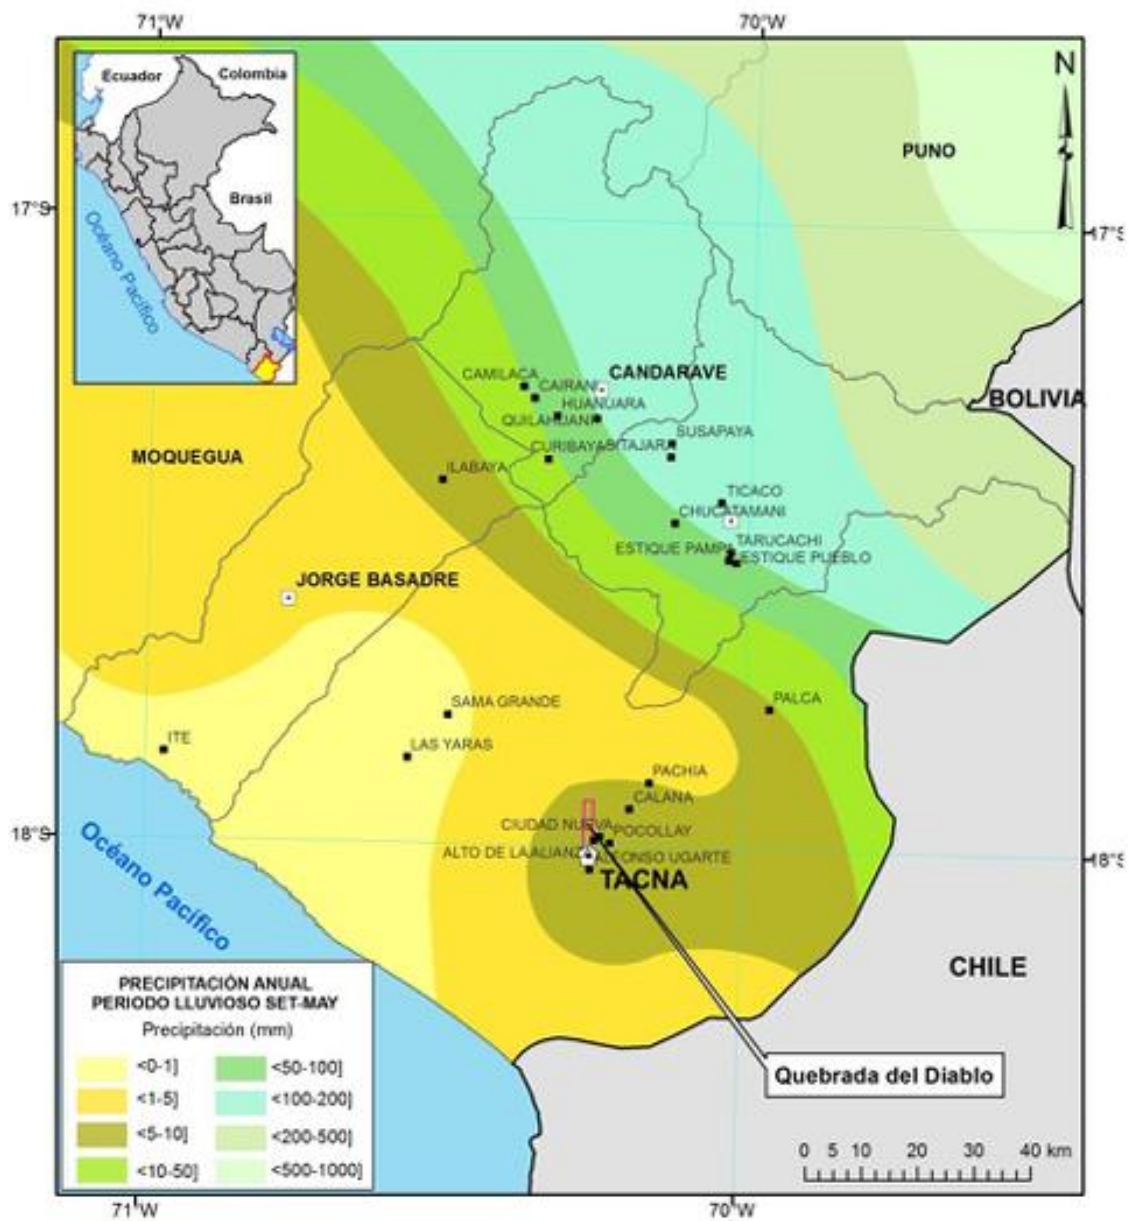 71°W
70°W
N
Ecuador
Colombia
Brasil
Océano Pacífico
PUNO
17°S
17°S
BOLIVIA
CAMILACA
CANDARAVE
CAIRANI
HUANUARA
QUILAHUANI
SUSAPAYA
CURIBAYA
SITAJARA
MOQUEGUA
ILABAYA
TICACO
CHUCATAMANI
TARUCACHI
ESTIQUE PAMPA
ESTIQUE PUEBLO
JORGE BASADRE
SAMA GRANDE
PALCA
ITE
LAS YARAS
PACHIA
CALANA
CIUDAD NUEVA
POCOLLAY
18°S
ALTO DE LA ALIANZ
ALFONSO UGARTE
18°S
TACNA
Océano Pacífico
CHILE
PRECIPITACIÓN ANUAL
PERIODO LLUVIOSO SET-MAY
Precipitación (mm)
<0-1]
<50-100]
<1-5]
<100-200]
<5-10]
<200-500]
<10-50]
<500-1000]
Quebrada del Diablo
0 5 10 20 30 40 km
71°W
70°W